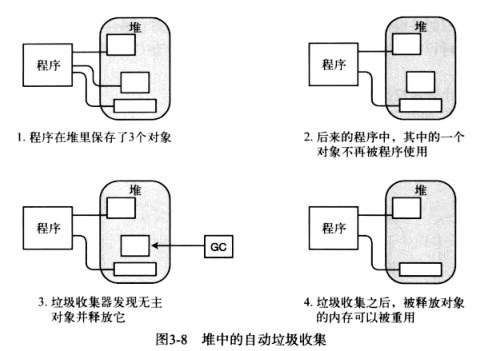 堆
程序
1. 程序在堆里保存了3个对象
堆
程序
2. 后来的程序中，其中的一个
对象不再被程序使用
堆
程序
GC
3. 垃圾收集器发现无主
对象并释放它
堆
程序
4. 垃圾收集之后，被释放对象
的内存可以被重用
图3-8 堆中的自动垃圾收集